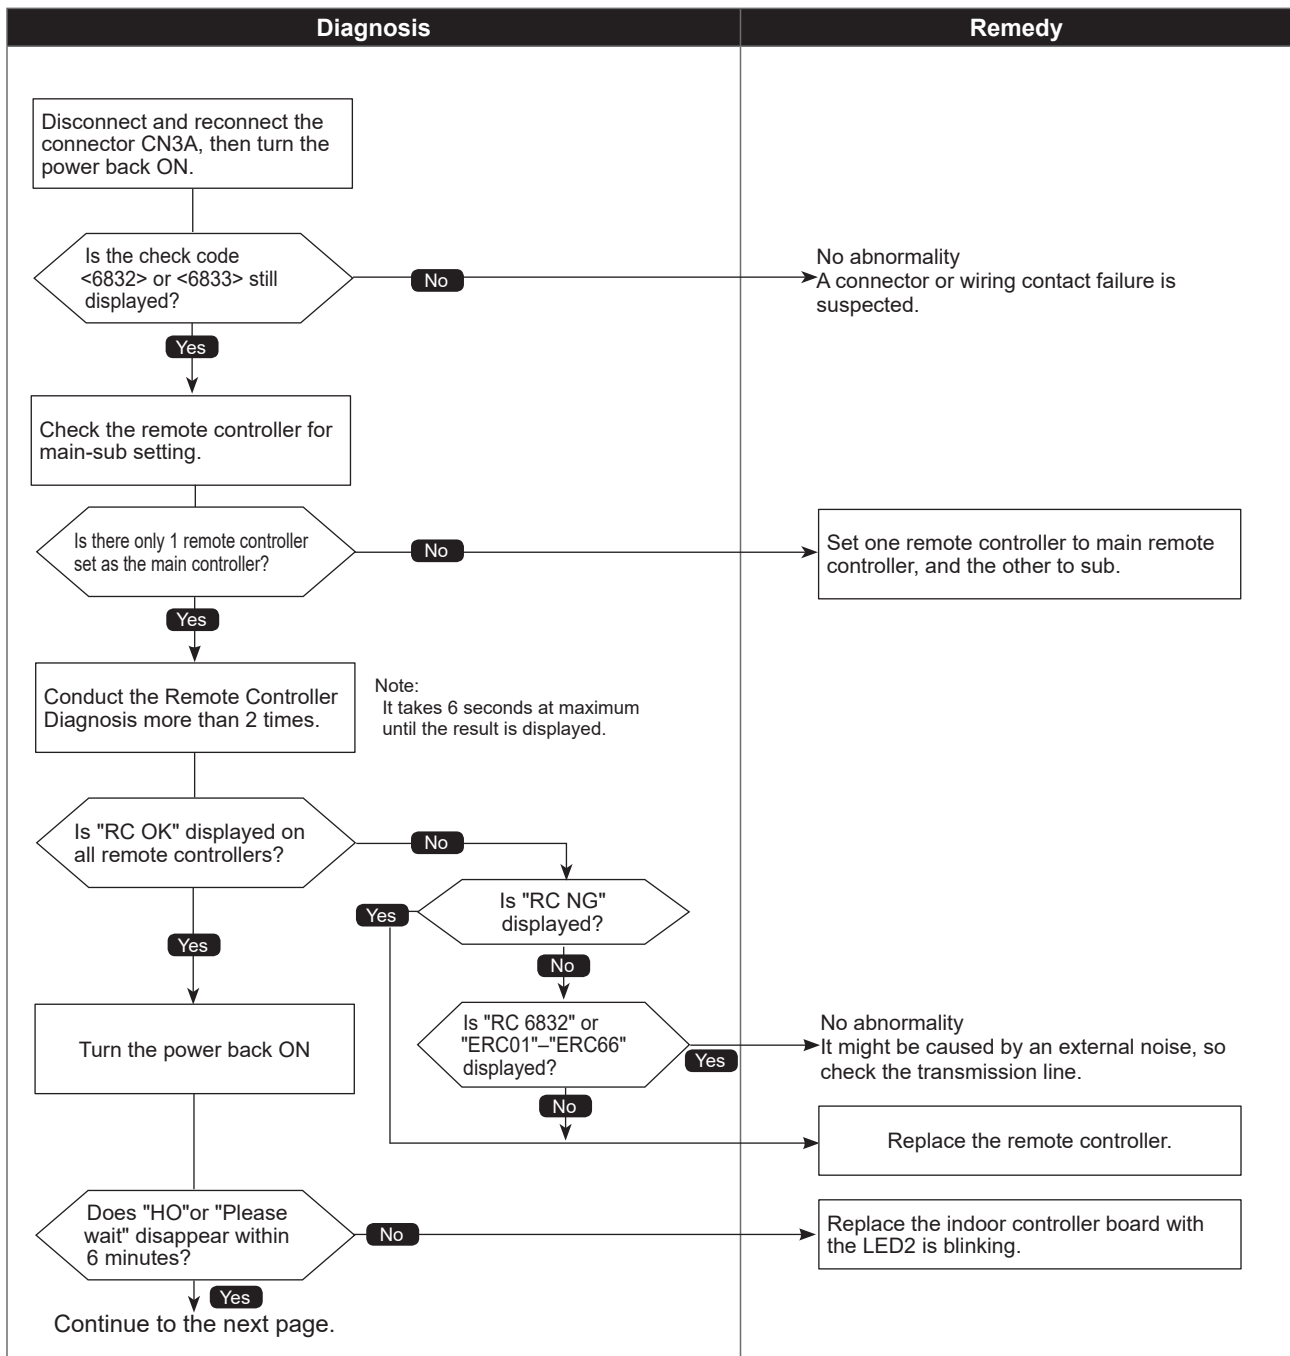 Diagnosis
Remedy
Disconnect and reconnect the
connector CN3A, then turn the
power back ON.
Is the check code
<6832> or <6833> still
displayed?
No
No abnormality
A connector or wiring contact failure is
suspected.
Yes
Check the remote controller for
main-sub setting.
Is there only 1 remote controller
set as the main controller?
No
Set one remote controller to main remote
controller, and the other to sub.
Yes
Conduct the Remote Controller
Diagnosis more than 2 times.
Note:
It takes 6 seconds at maximum
until the result is displayed.
Is "RC OK" displayed on
all remote controllers?
No
Is "RC NG"
displayed?
Yes
Yes
No
Turn the power back ON
Is "RC 6832" or
"ERC01"–"ERC66"
displayed?
Yes
No abnormality
It might be caused by an external noise, so
check the transmission line.
No
Replace the remote controller.
Does "HO"or "Please
wait" disappear within
6 minutes?
No
Replace the indoor controller board with
the LED2 is blinking.
Yes
Continue to the next page.